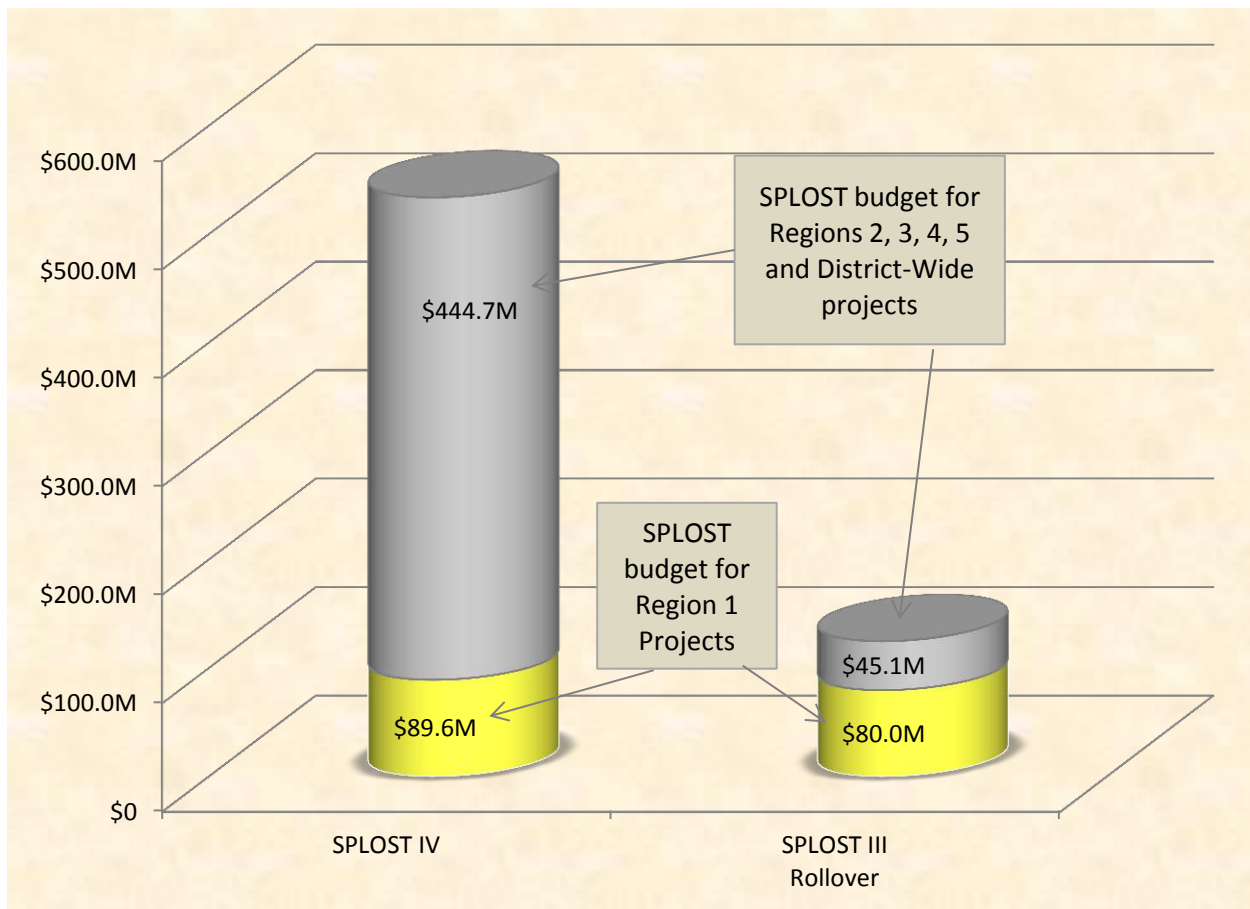 $600.0M
$500.0M
$400.0M
$300.0M
$200.0M
$100.0M
$0
$444.7M
$89.6M
SPLOST budget for
Regions 2, 3, 4, 5
and District-Wide
projects
SPLOST
budget for
Region 1
Projects
$45.1M
$80.0M
SPLOST IV
SPLOST III
Rollover